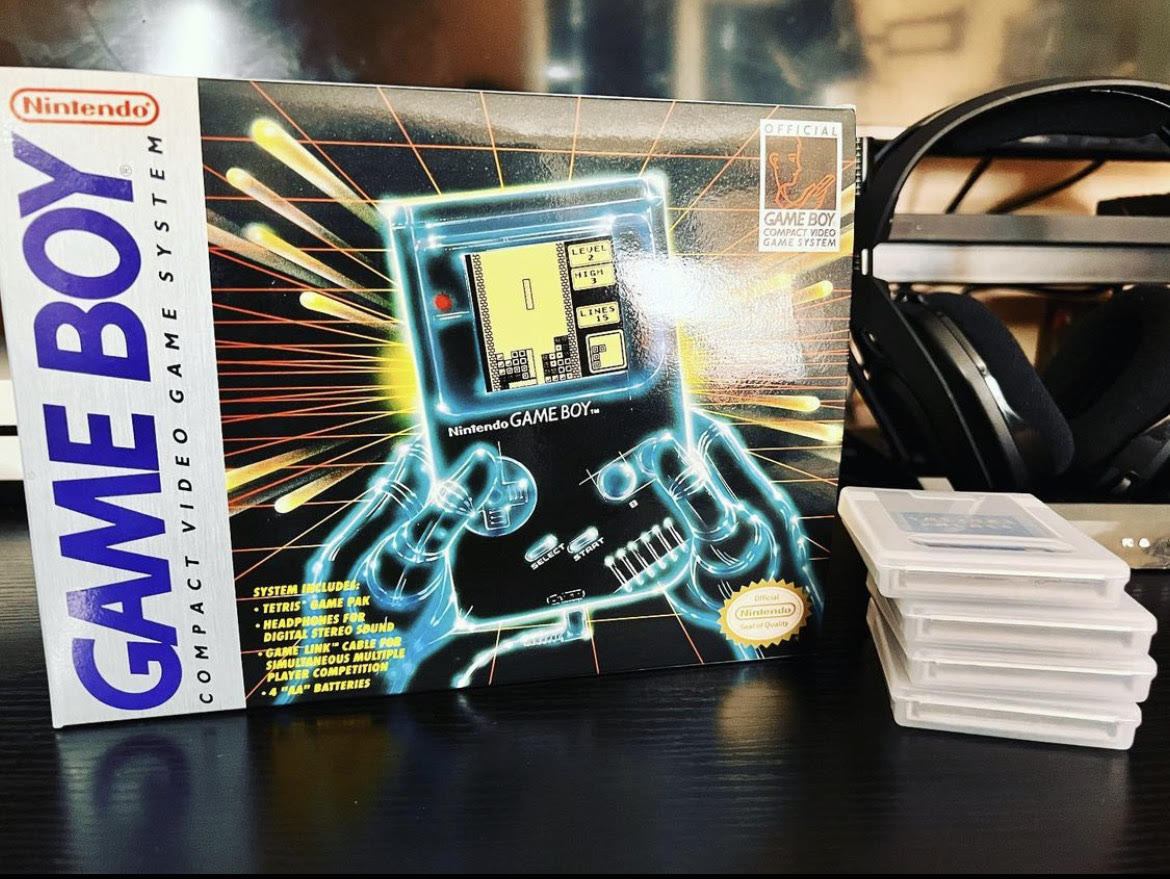 Nintendo®
GAME BOY®
COMPACT VIDEO GAME SYSTEM
OFFICIAL
GAME BOY
COMPACT VIDEO
GAME SYSTEM
LEVEL
2
HIGH
3
LINES
15
Nintendo GAME BOY™
B
SELECT
START
SYSTEM INCLUDES:
• TETRIS® GAME PAK
• HEADPHONES FOR
DIGITAL STEREO SOUND
• GAME LINK™ CABLE FOR
SIMULTANEOUS MULTIPLE
PLAYER COMPETITION
• 4 "AA" BATTERIES
Official
Nintendo
Seal of Quality